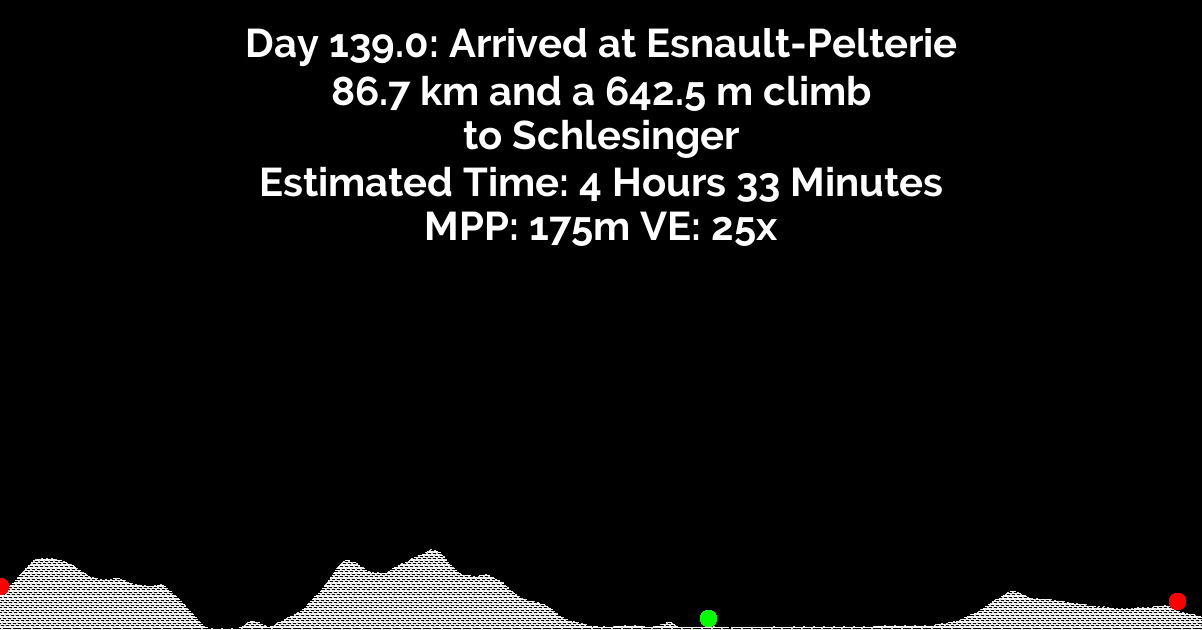 Day 139.0: Arrived at Esnault-Pelterie
86.7 km and a 642.5 m climb
to Schlesinger
Estimated Time: 4 Hours 33 Minutes
MPP: 175m VE: 25x